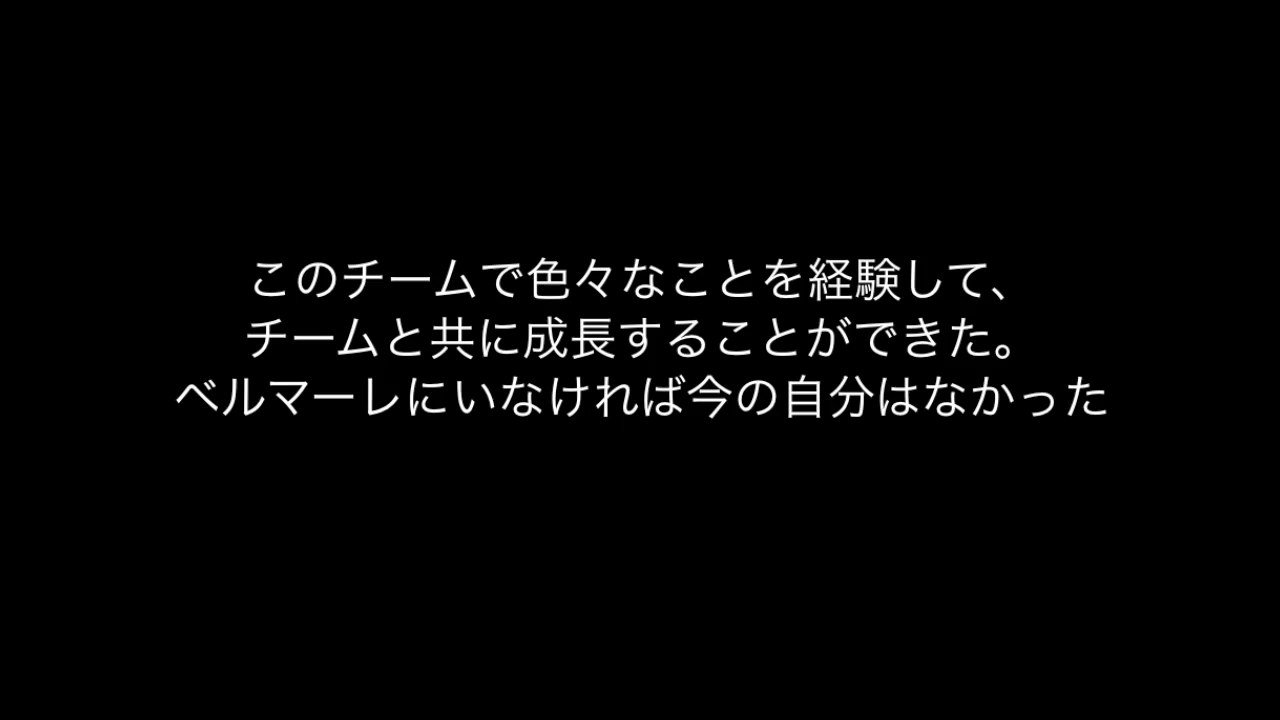 このチームで色々なことを経験して、
チームと共に成長することができた。
ベルマーレにいなければ今の自分はなかった